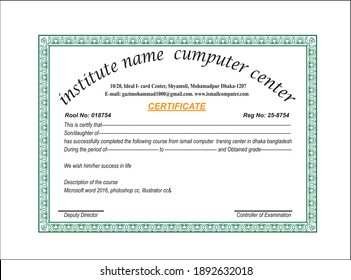 institute name cumputer center
10/20, Ideal I- card Center, Shyamoli, Mohamadpur Dhaka-1207
E-mail: gazimohammad1000@gmail.com, www.ismailcomputer.com
CERTIFICATE
Rool No: 018754 Reg No: 25-8754
This is certify that
Son/daughter of
has successfully completed the following course from ismail computer traning center in dhaka bangladesh
During the period of to and Obtained grade
We wish him/her success in life
Description of the course
Microsoft word 2016, photoshop cc, Illustrator cc&
Deputy Director Controller of Examination
shutterstock.com · 1892632018